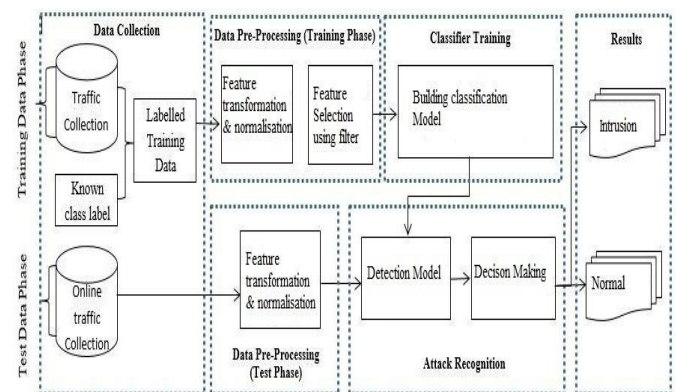 Data Collection
Data Pre-Processing (Training Phase)
Classifier Training
Results
Training Data Phase
Traffic
Collection
Labelled
Training
Data
Known
class label
Feature
transformation
& normalisation
Feature
Selection
using filter
Building classification
Model
Intrusion
Test Data Phase
Online
traffic
Collection
Feature
transformation
& normalisation
Detection Model
Decison Making
Normal
Data Pre-Processing
(Test Phase)
Attack Recognition